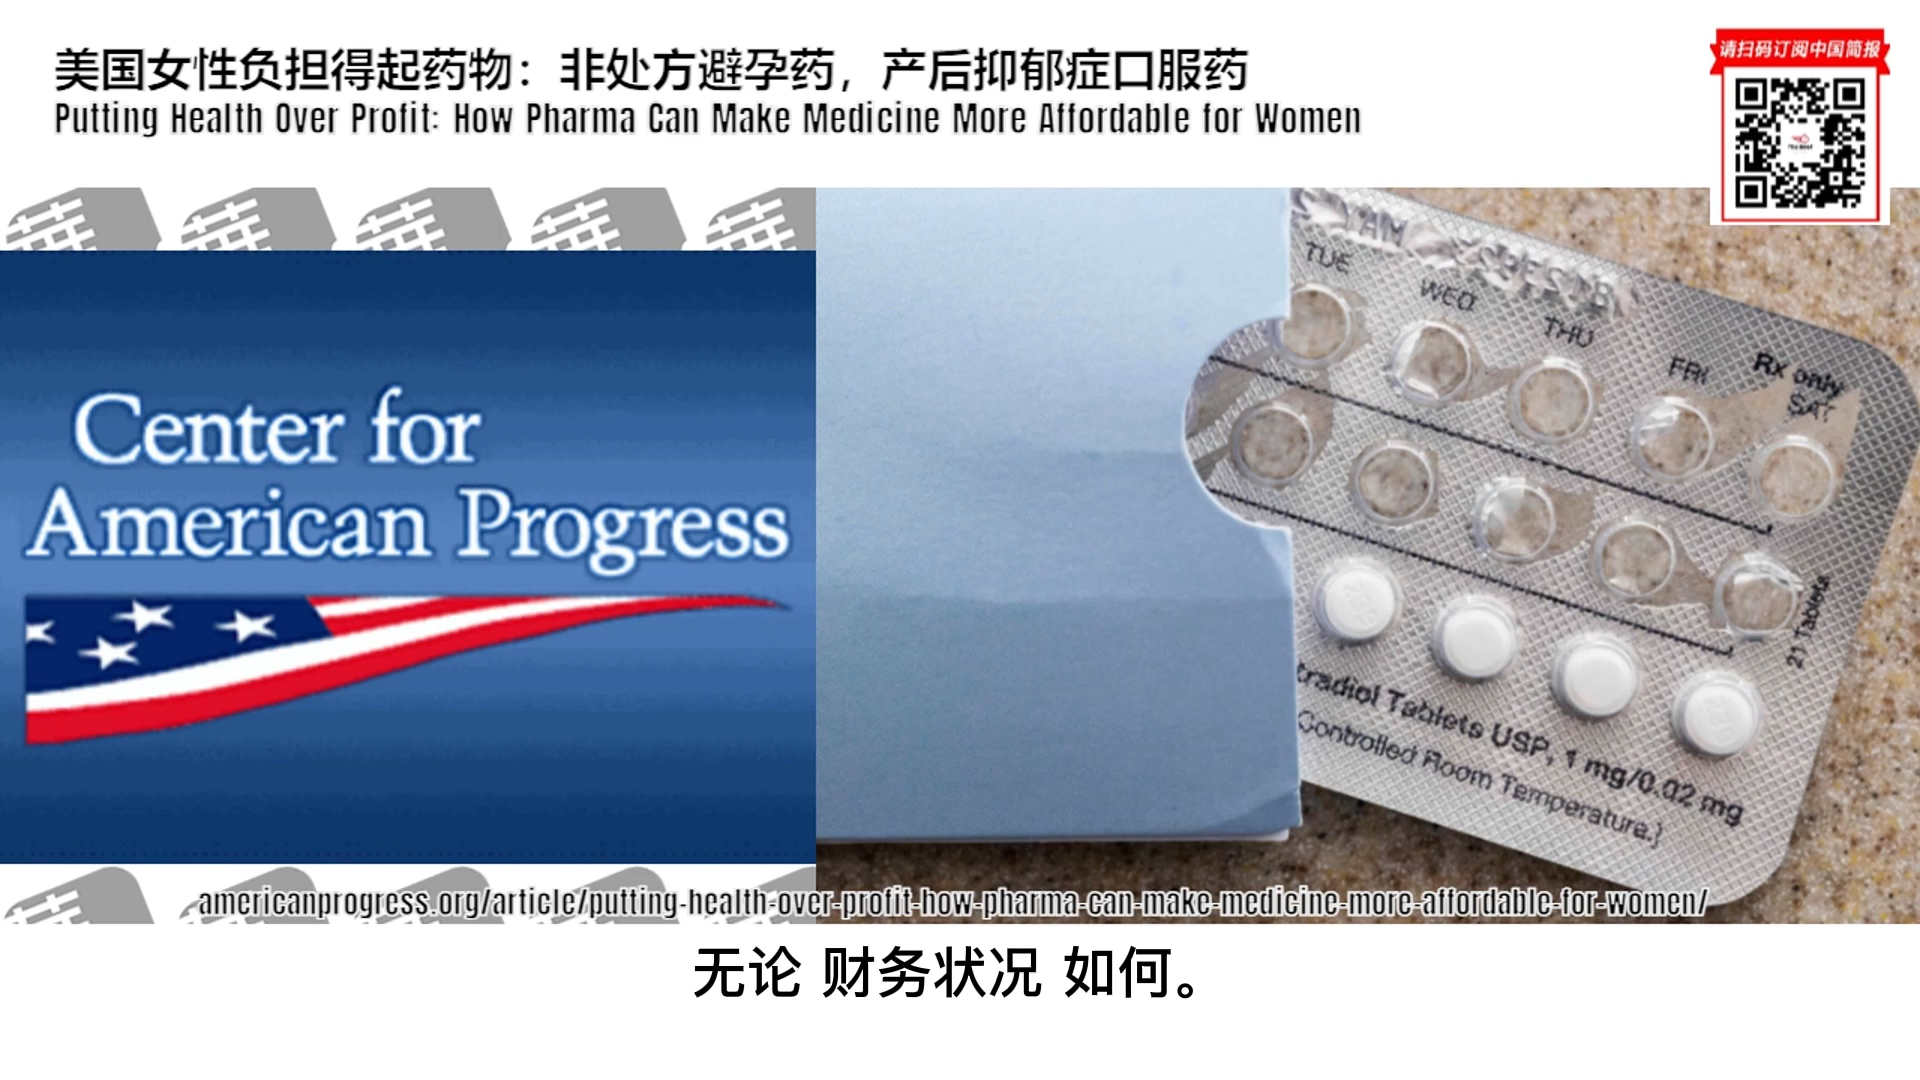 美国女性负担得起药物：非处方避孕药，产后抑郁症口服药
Putting Health Over Profit: How Pharma Can Make Medicine More Affordable for Women
请扫码订阅中国简报
Center for
American Progress
TUE
WED
THU
FRI
Rx only
SAT
21 Tablets
tradiol Tablets USP, 1 mg/0.02 mg
Controlled Room Temperature.]
americanprogress.org/article/putting-health-over-profit-how-pharma-can-make-medicine-more-affordable-for-women/
无论 财务状况 如何。